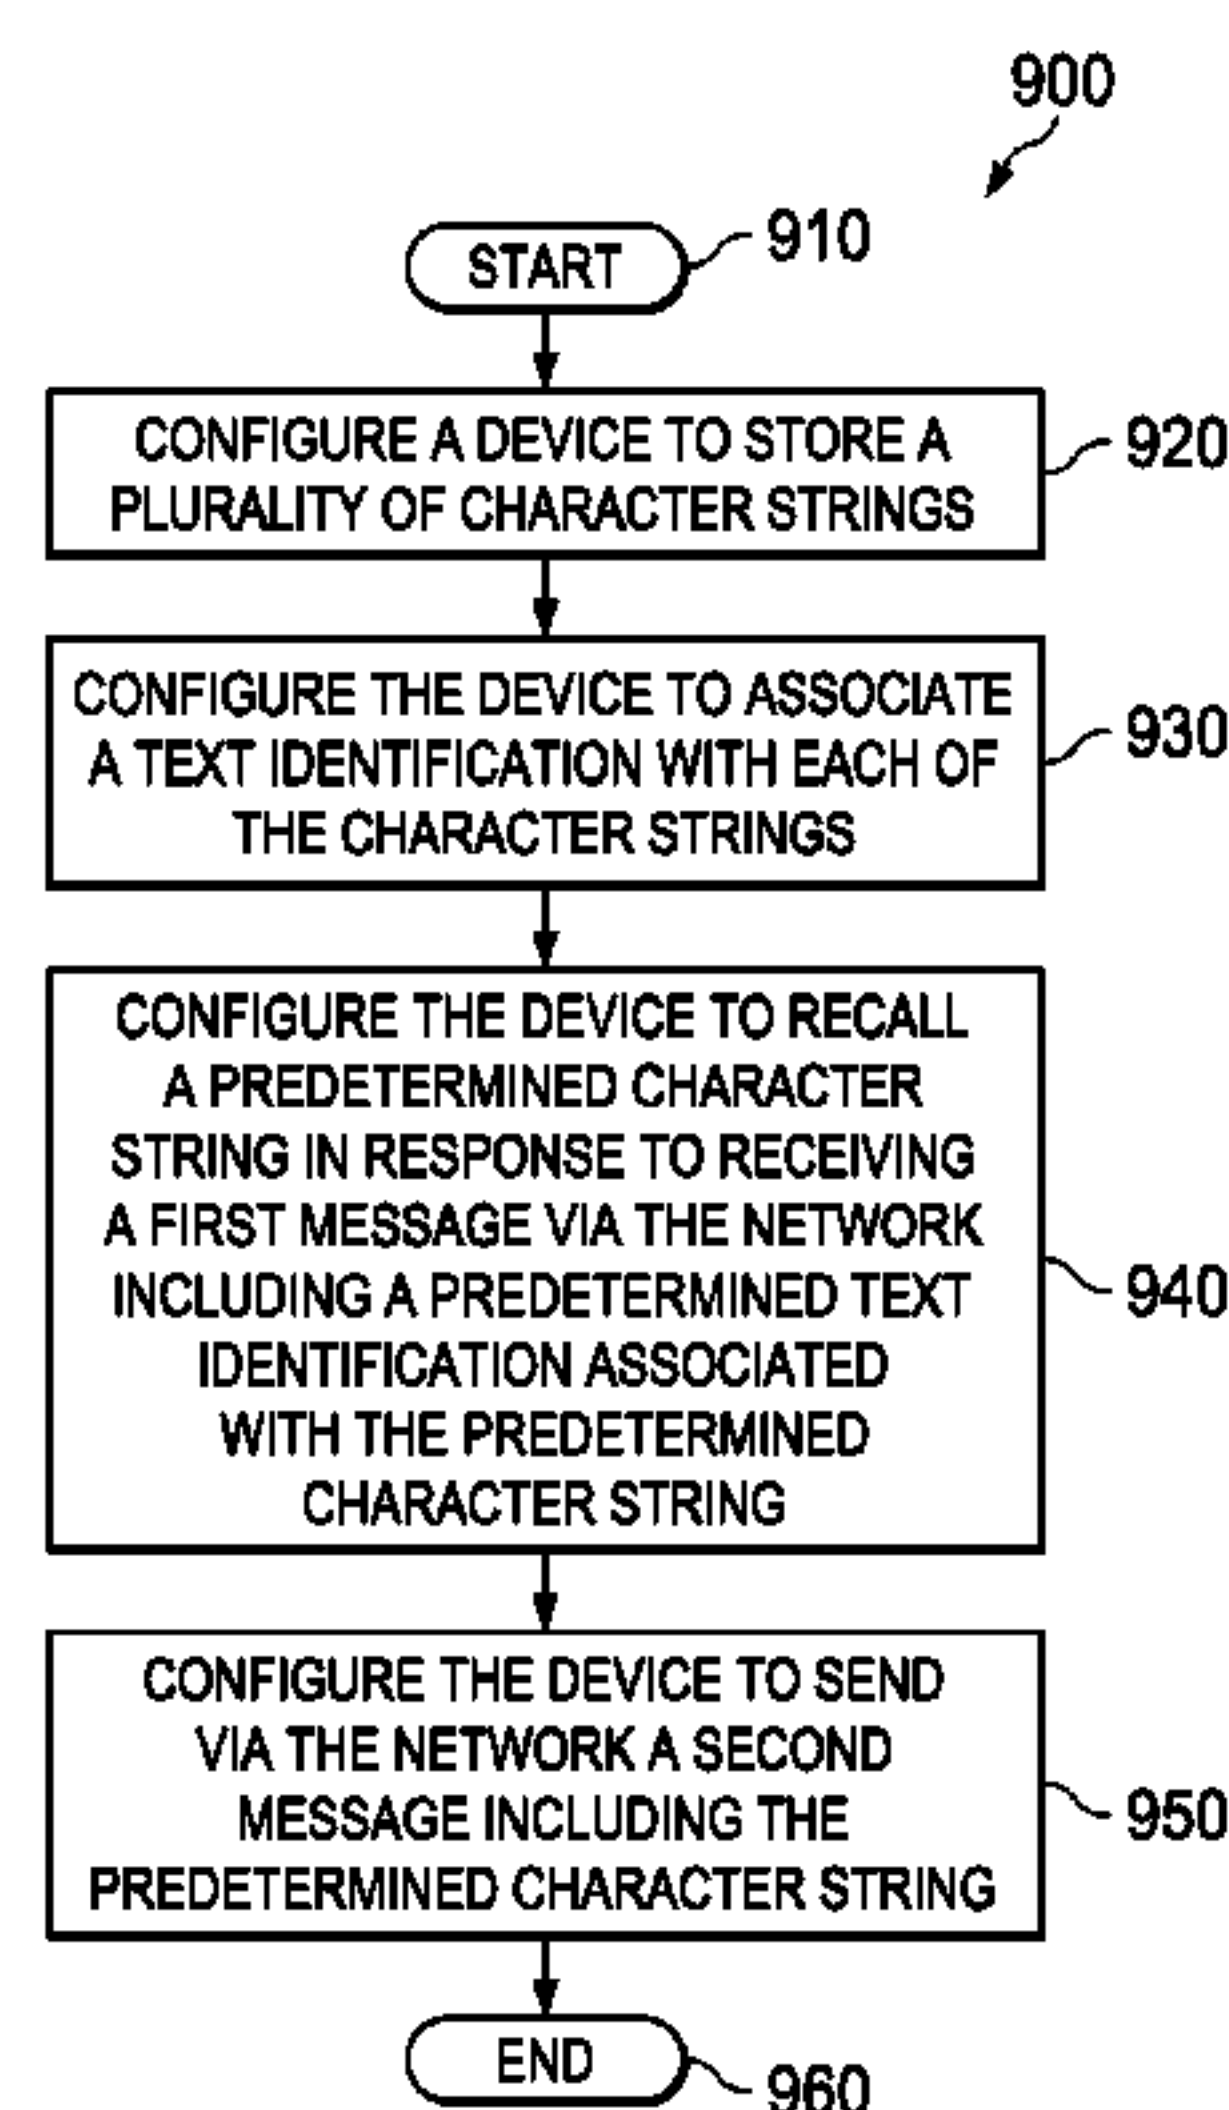 900
START
910
CONFIGURE A DEVICE TO STORE A
PLURALITY OF CHARACTER STRINGS
920
CONFIGURE THE DEVICE TO ASSOCIATE
A TEXT IDENTIFICATION WITH EACH OF
THE CHARACTER STRINGS
930
CONFIGURE THE DEVICE TO RECALL
A PREDETERMINED CHARACTER
STRING IN RESPONSE TO RECEIVING
A FIRST MESSAGE VIA THE NETWORK
INCLUDING A PREDETERMINED TEXT
IDENTIFICATION ASSOCIATED
WITH THE PREDETERMINED
CHARACTER STRING
940
CONFIGURE THE DEVICE TO SEND
VIA THE NETWORK A SECOND
MESSAGE INCLUDING THE
PREDETERMINED CHARACTER STRING
950
END
960